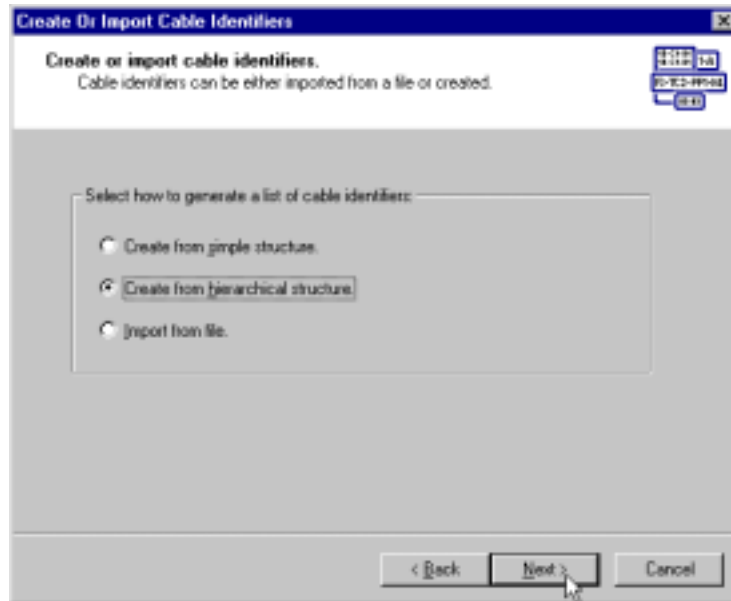 Create Or Import Cable Identifiers
Create or import cable identifiers.
Cable identifiers can be either imported from a file or created.
Select how to generate a list of cable identifiers:
Create from simple structure.
Create from hierarchical structure.
Import from file.
< Back
Next >
Cancel